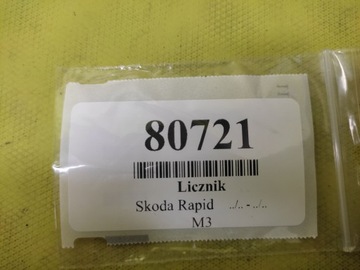 80721
Licznik
Skoda Rapid ../.. - ../..
M3